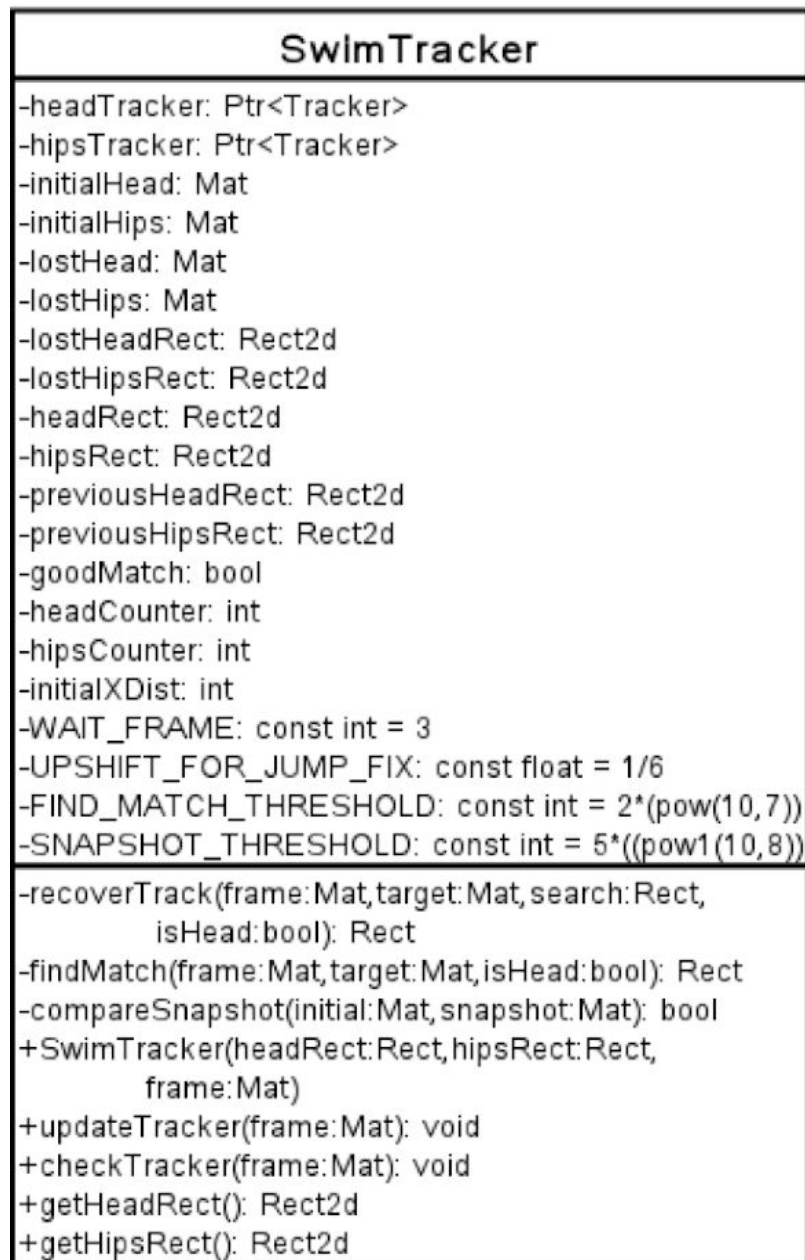 SwimTracker
-headTracker: Ptr<Tracker>
-hipsTracker: Ptr<Tracker>
-initialHead: Mat
-initialHips: Mat
-lostHead: Mat
-lostHips: Mat
-lostHeadRect: Rect2d
-lostHipsRect: Rect2d
-headRect: Rect2d
-hipsRect: Rect2d
-previousHeadRect: Rect2d
-previousHipsRect: Rect2d
-goodMatch: bool
-headCounter: int
-hipsCounter: int
-initialXDist: int
-WAIT_FRAME: const int = 3
-UPSHIFT_FOR_JUMP_FIX: const float = 1/6
-FIND_MATCH_THRESHOLD: const int = 2*(pow(10,7))
-SNAPSHOT_THRESHOLD: const int = 5*((pow1(10,8))
-recoverTrack(frame:Mat,target:Mat,search:Rect,
isHead:bool): Rect
-findMatch(frame:Mat,target:Mat,isHead:bool): Rect
-compareSnapshot(initial:Mat,snapshot:Mat): bool
+SwimTracker(headRect:Rect,hipsRect:Rect,
frame:Mat)
+updateTracker(frame:Mat): void
+checkTracker(frame:Mat): void
+getHeadRect(): Rect2d
+getHipsRect(): Rect2d